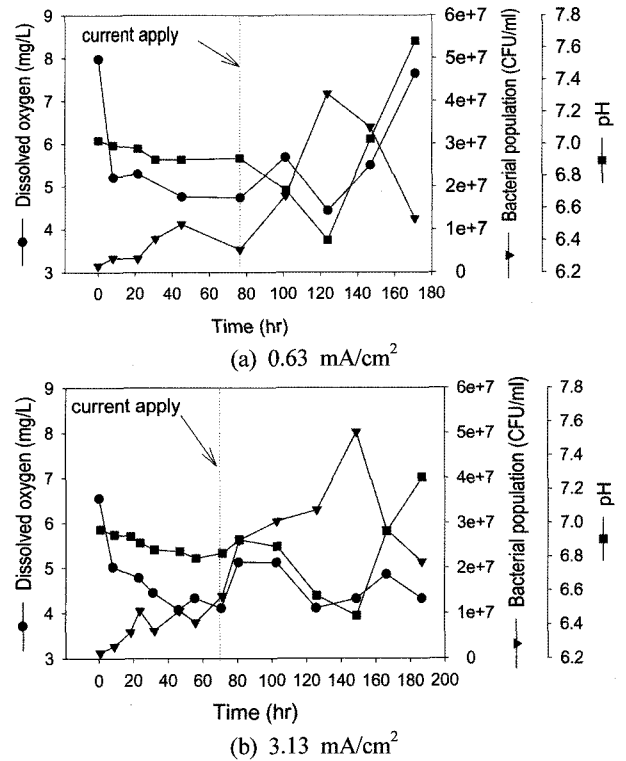 9
8
7
6
5
4
3
Dissolved oxygen (mg/L)
current apply
6e+7
5e+7
4e+7
3e+7
2e+7
1e+7
0
Bacterial population (CFU/ml)
7.8
7.6
7.4
7.2
7.0
6.8
6.6
6.4
6.2
pH
0 20 40 60 80 100 120 140 160 180
Time (hr)
(a) 0.63 mA/cm²
9
8
7
6
5
4
3
Dissolved oxygen (mg/L)
current apply
6e+7
5e+7
4e+7
3e+7
2e+7
1e+7
0
Bacterial population (CFU/ml)
7.8
7.6
7.4
7.2
7.0
6.8
6.6
6.4
6.2
pH
0 20 40 60 80 100 120 140 160 180 200
Time (hr)
(b) 3.13 mA/cm²